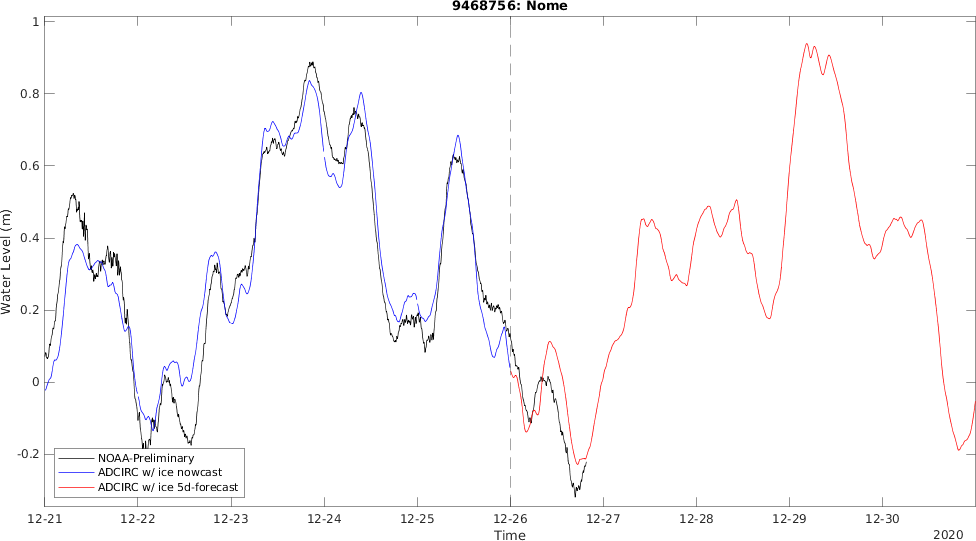 9468756: Nome
1
0.8
0.6
0.4
0.2
0
-0.2
Water Level (m)
NOAA-Preliminary
ADCIRC w/ ice nowcast
ADCIRC w/ ice 5d-forecast
12-21 12-22 12-23 12-24 12-25 12-26 12-27 12-28 12-29 12-30
Time
2020